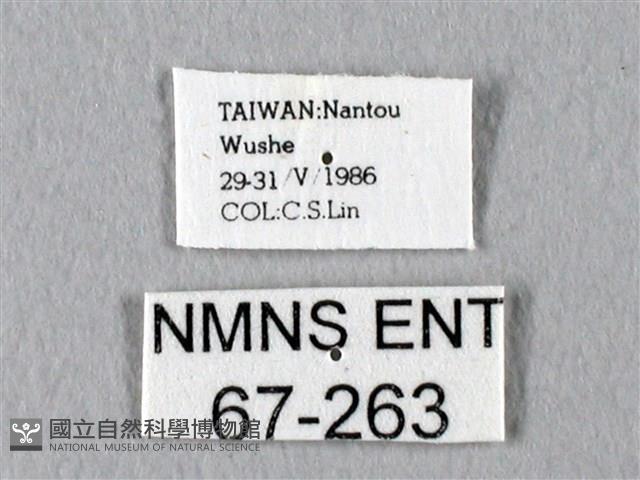 TAIWAN:Nantou
Wushe
29-31/V/1986
COL:C.S.Lin
NMNS ENT
67-263
國立自然科學博物館
NATIONAL MUSEUM OF NATURAL SCIENCE